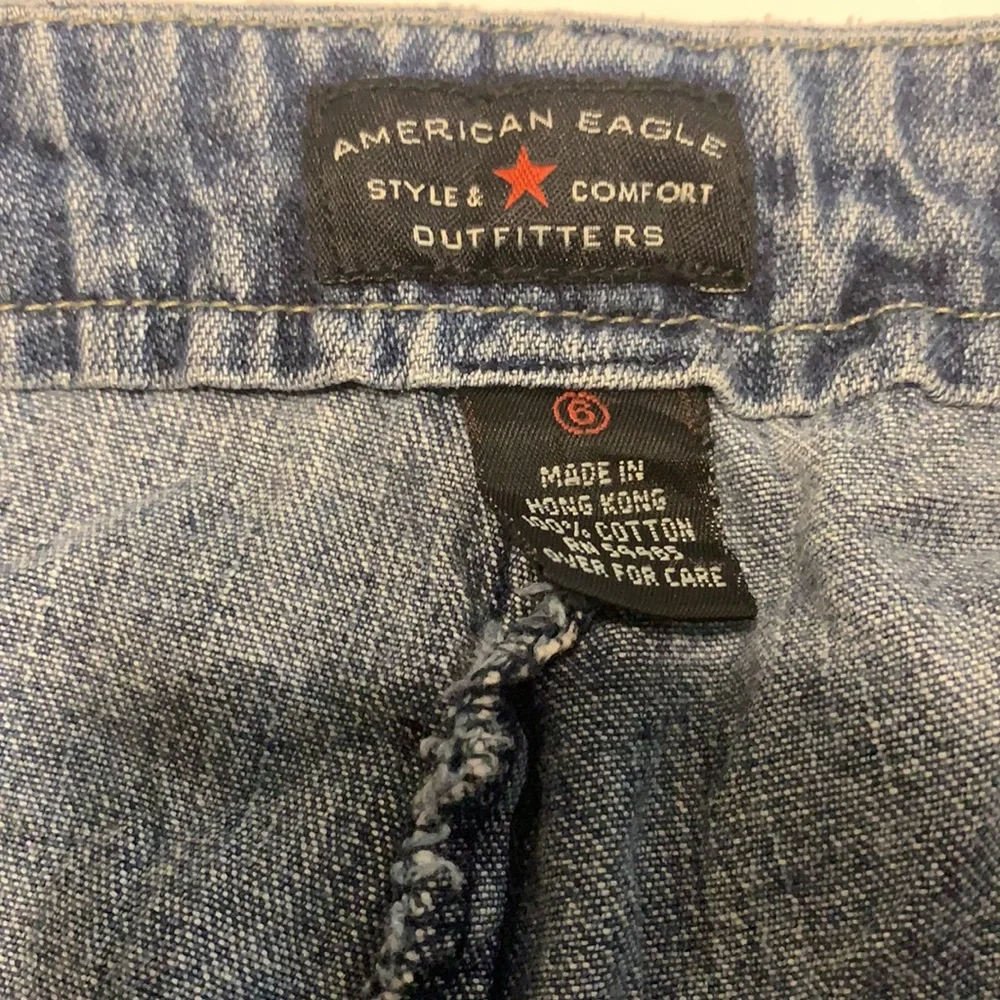 AMERICAN EAGLE
STYLE & COMFORT
OUTFITTERS
6
MADE IN
HONG KONG
100% COTTON
RN 54485
OVER FOR CARE